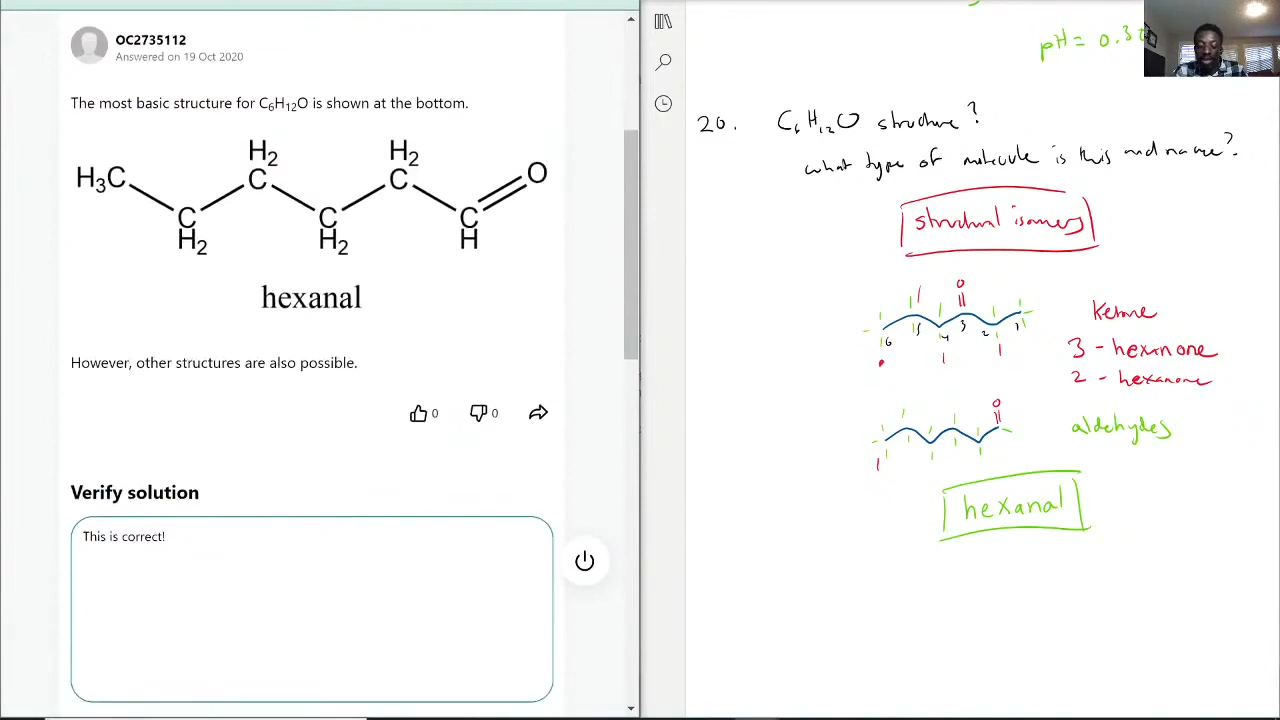 OC2735112
Answered on 19 Oct 2020
The most basic structure for C6H12O is shown at the bottom.
H3C
H2
C
H2
C
C
H2
C
H2
C
H
O
hexanal
However, other structures are also possible.
0
0
Verify solution
This is correct!
pH = 0.3
20. C6H12O structure?
what type of molecule is this and name?
structural isomers
O
6 5 4 3 2 1
Ketone
3 - hexanone
2 - hexanone
O
aldehydes
hexanal